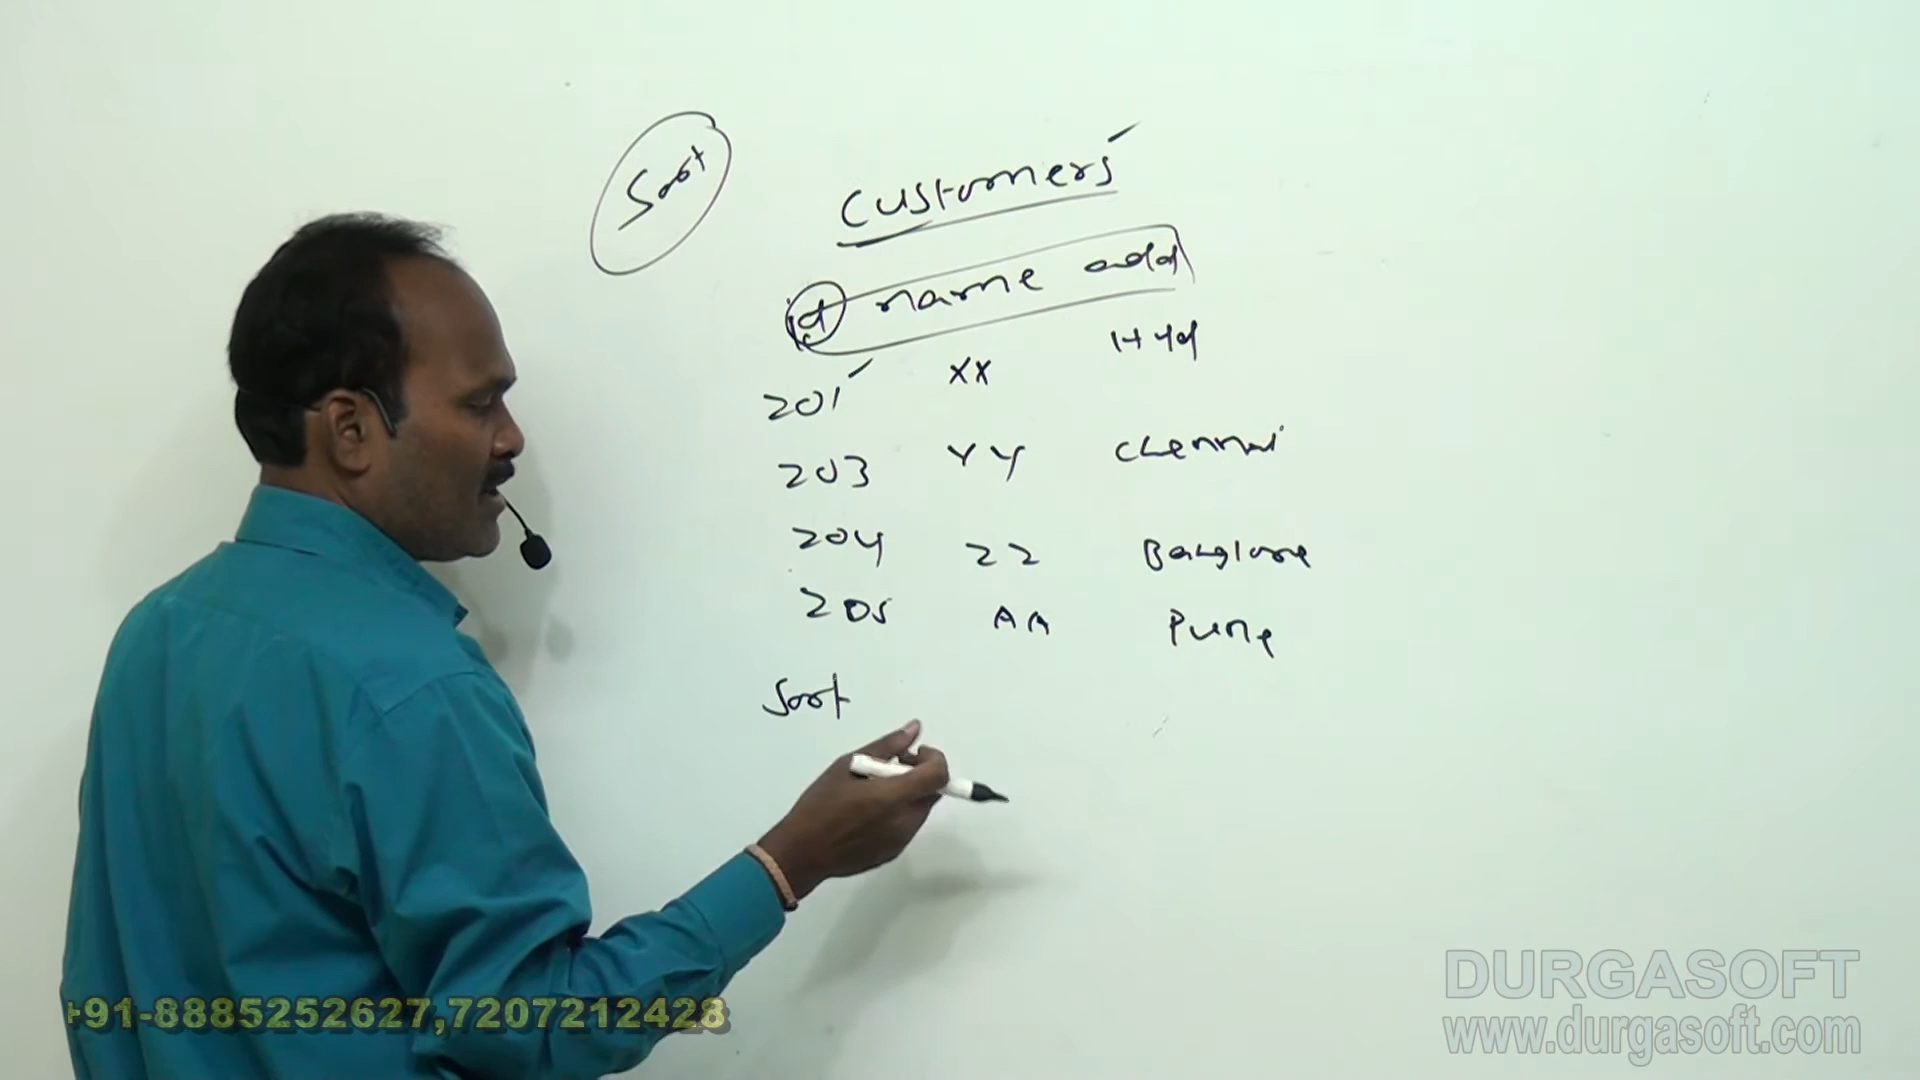 Sort
customers
id name add
201 XX Hyd
203 YY chennai
204 ZZ Banglore
205 AA Pune
Sort
+91-8885252627,7207212428
DURGASOFT
www.durgasoft.com